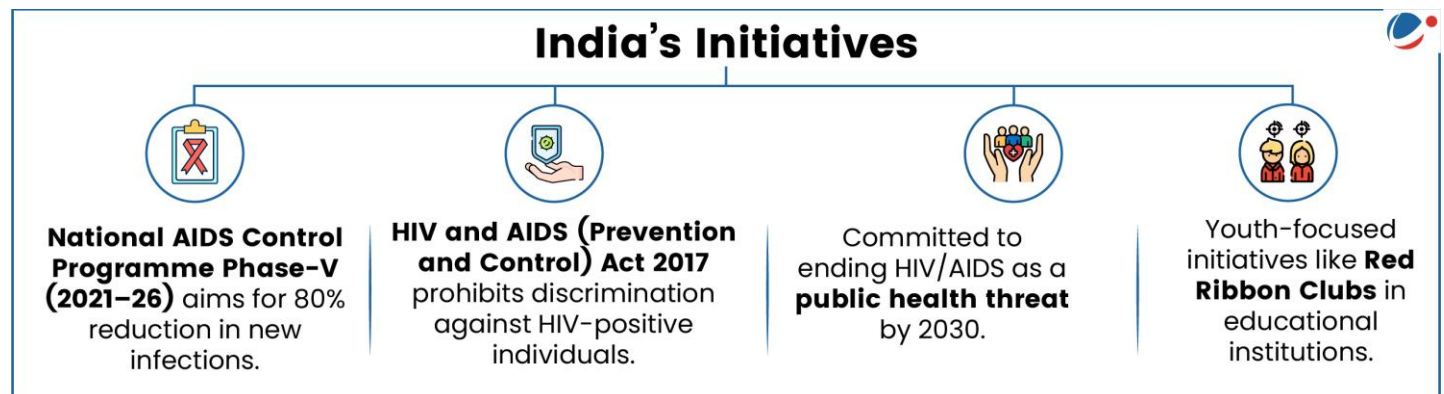 India's Initiatives
National AIDS Control
Programme Phase-V
(2021–26) aims for 80%
reduction in new
infections.
HIV and AIDS (Prevention
and Control) Act 2017
prohibits discrimination
against HIV-positive
individuals.
Committed to
ending HIV/AIDS as a
public health threat
by 2030.
Youth-focused
initiatives like Red
Ribbon Clubs in
educational
institutions.